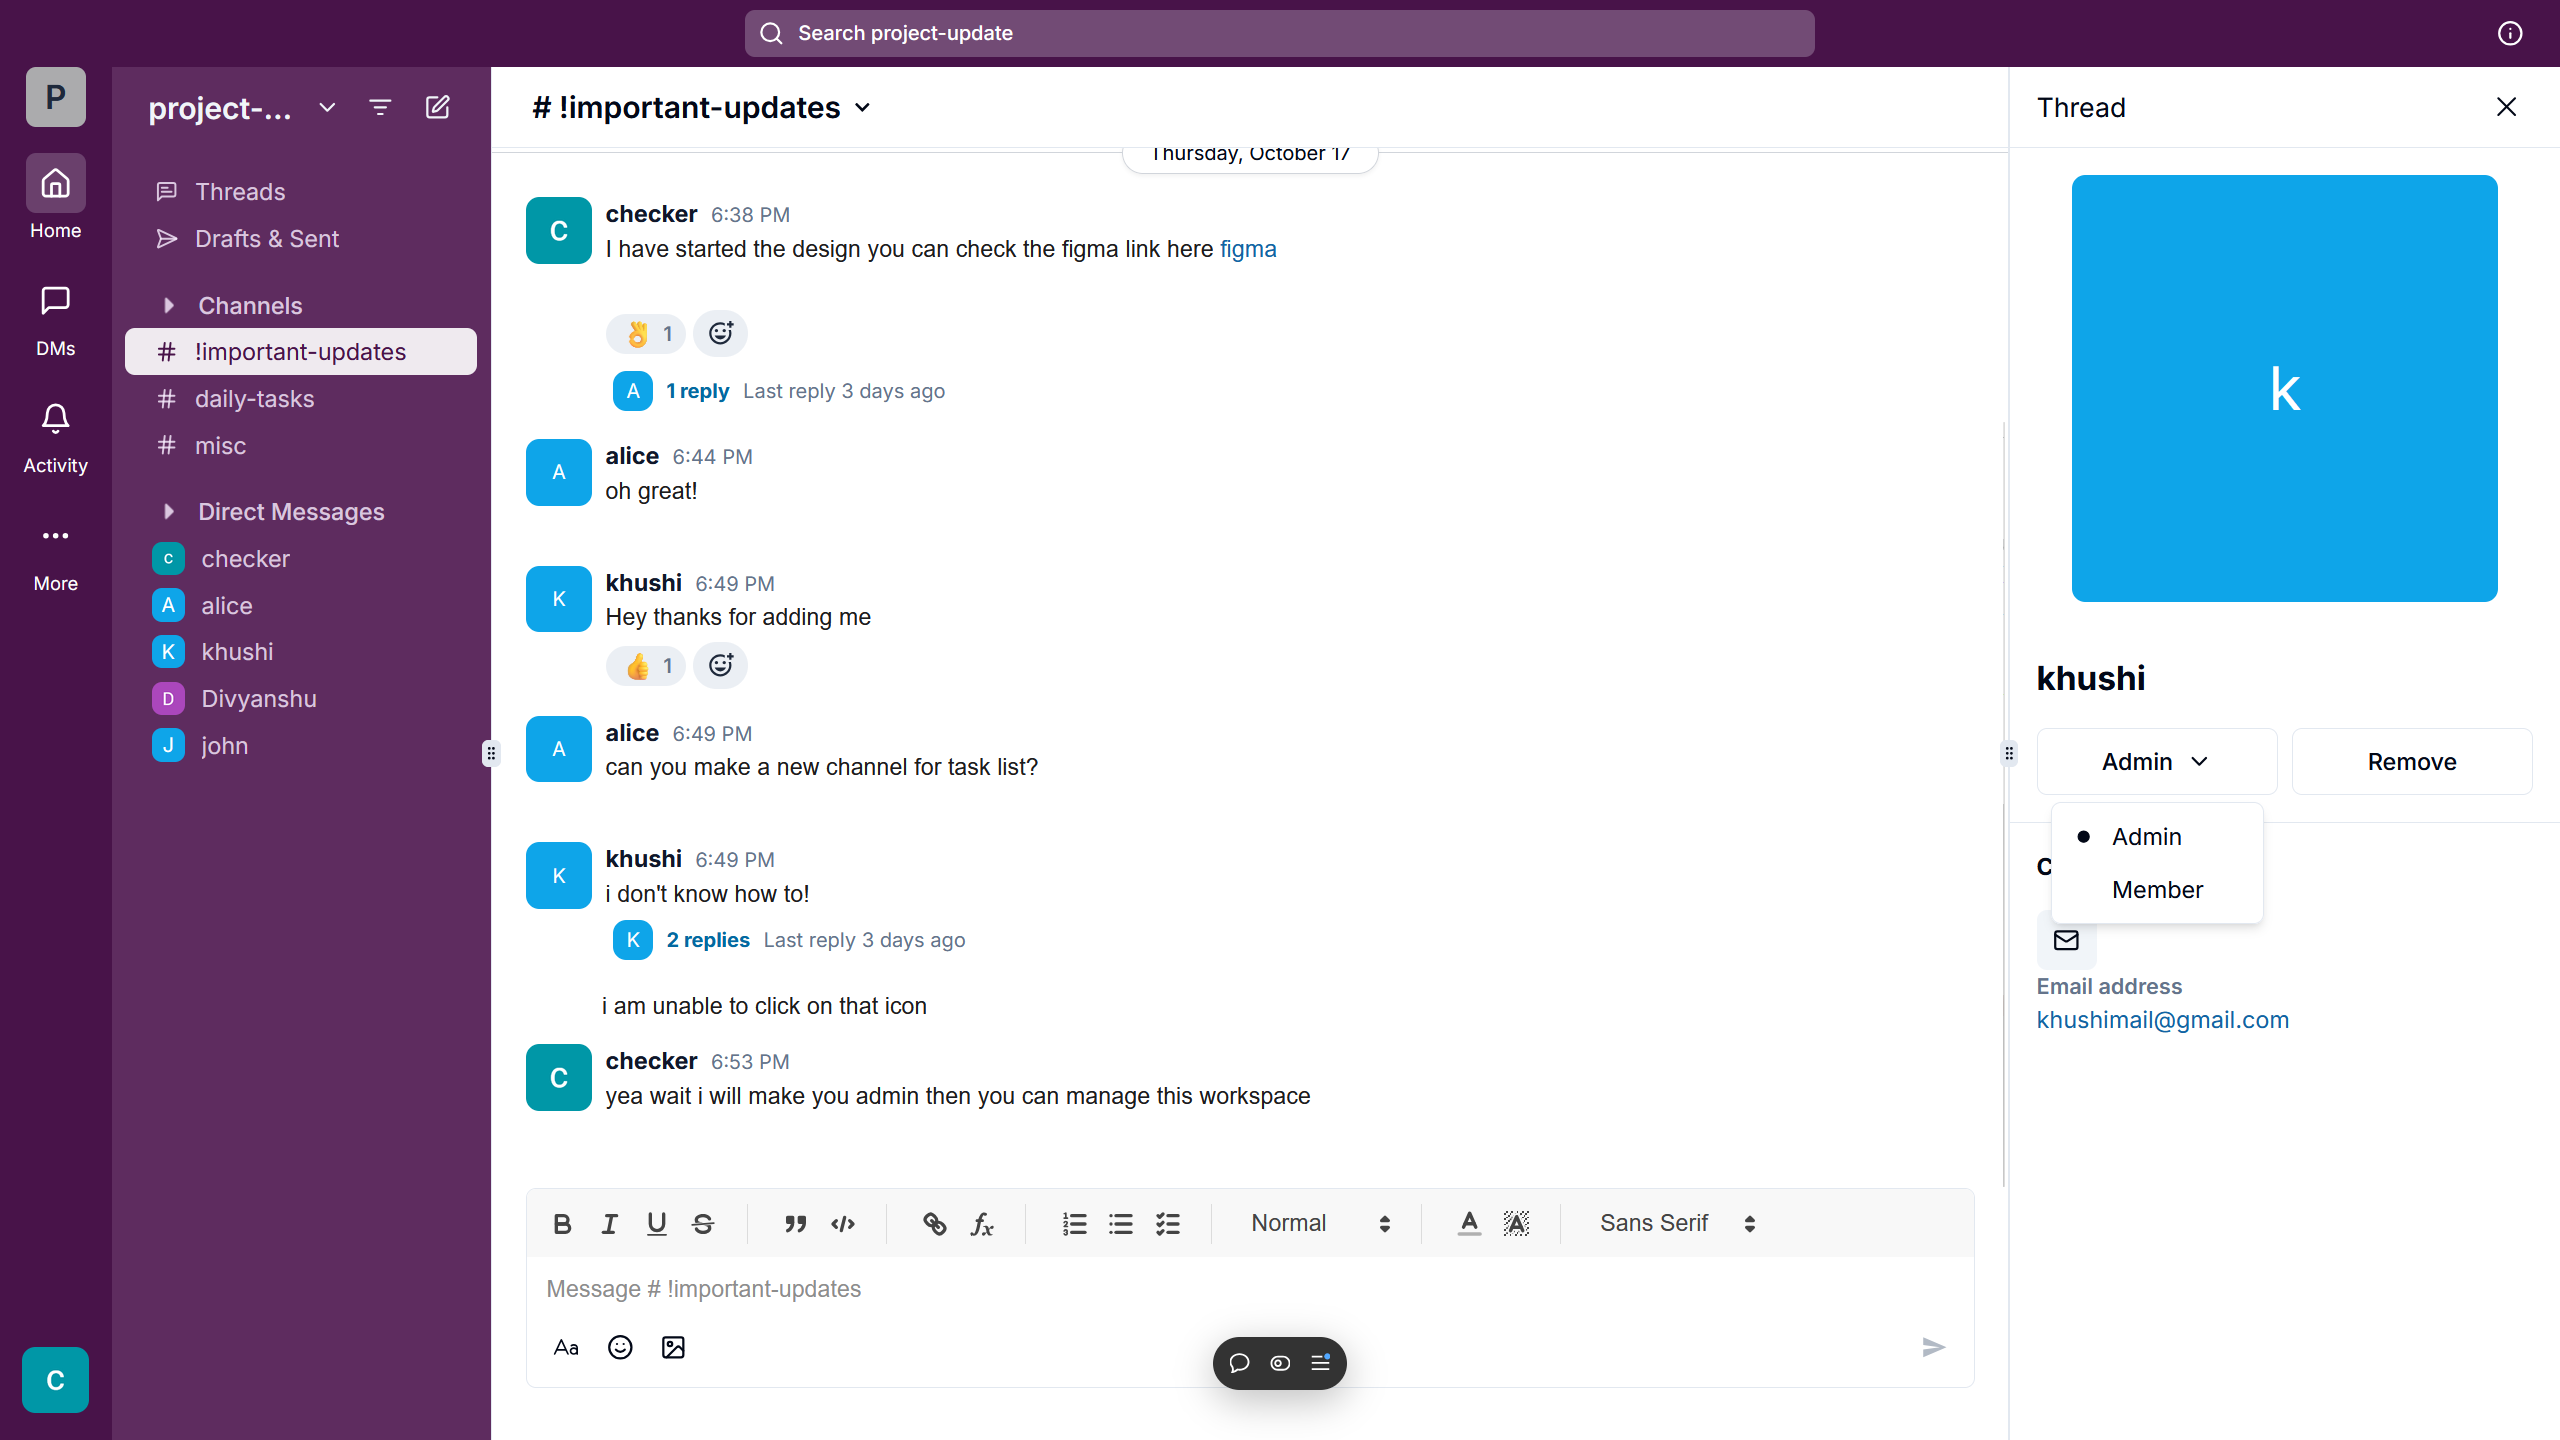 Search project-update
P
Home
DMs
Activity
More
C
project-...
Threads
Drafts & Sent
Channels
# !important-updates
# daily-tasks
# misc
Direct Messages
c checker
A alice
K khushi
D Divyanshu
J john
# !important-updates
Thursday, October 17
C checker 6:38 PM
I have started the design you can check the figma link here figma
👌 1
A 1 reply Last reply 3 days ago
A alice 6:44 PM
oh great!
K khushi 6:49 PM
Hey thanks for adding me
👍 1
A alice 6:49 PM
can you make a new channel for task list?
K khushi 6:49 PM
i don't know how to!
K 2 replies Last reply 3 days ago
i am unable to click on that icon
C checker 6:53 PM
yea wait i will make you admin then you can manage this workspace
Normal Sans Serif
Message # !important-updates
Aa
Thread
k
khushi
Admin Remove
Admin
Member
Email address
khushimail@gmail.com